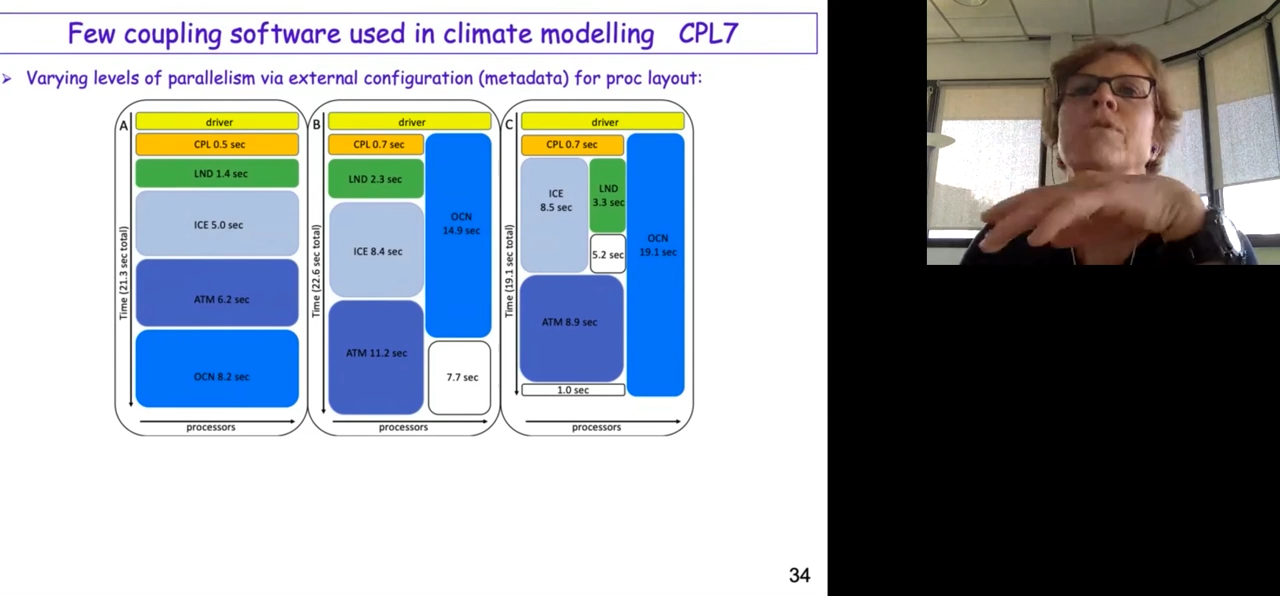 Few coupling software used in climate modelling CPL7
➢ Varying levels of parallelism via external configuration (metadata) for proc layout:
A
driver
CPL 0.5 sec
LND 1.4 sec
ICE 5.0 sec
ATM 6.2 sec
OCN 8.2 sec
Time (21.3 sec total)
processors
B
driver
CPL 0.7 sec
LND 2.3 sec
ICE 8.4 sec
ATM 11.2 sec
OCN
14.9 sec
7.7 sec
Time (22.6 sec total)
processors
C
driver
CPL 0.7 sec
ICE
8.5 sec
LND
3.3 sec
5.2 sec
ATM 8.9 sec
1.0 sec
OCN
19.1 sec
Time (19.1 sec total)
processors
34